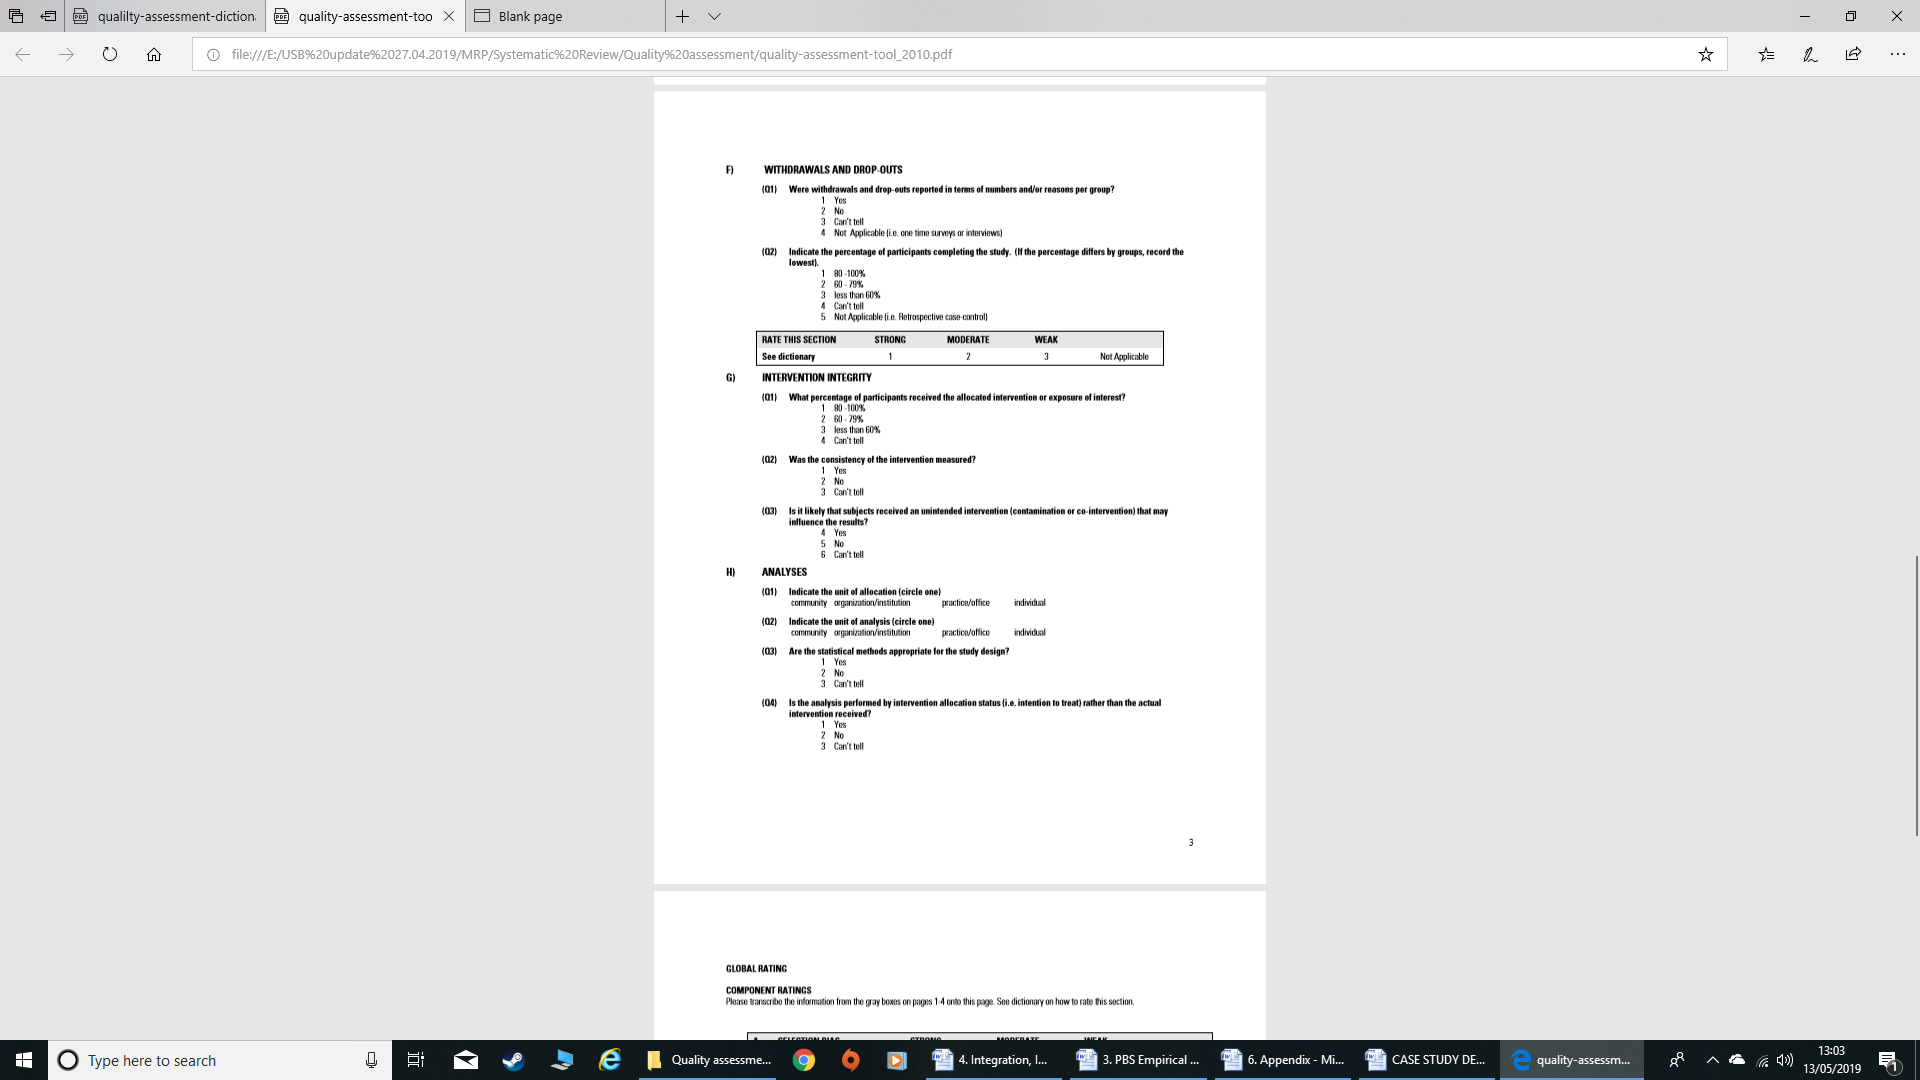 qualilty-assessment-diction
quality-assessment-too
Blank page
file:///E:/USB%20update%2027.04.2019/MRP/Systematic%20Review/Quality%20assessment/quality-assessment-tool_2010.pdf
F) WITHDRAWALS AND DROP-OUTS
(Q1) Were withdrawals and drop-outs reported in terms of numbers and/or reasons per group?
1 Yes
2 No
3 Can't tell
4 Not Applicable (i.e. one time surveys or interviews)
(Q2) Indicate the percentage of participants completing the study. (If the percentage differs by groups, record the
lowest).
1 80 -100%
2 60 - 79%
3 less than 60%
4 Can't tell
5 Not Applicable (i.e. Retrospective case-control)
RATE THIS SECTION STRONG MODERATE WEAK
See dictionary 1 2 3 Not Applicable
G) INTERVENTION INTEGRITY
(Q1) What percentage of participants received the allocated intervention or exposure of interest?
1 80 -100%
2 60 - 79%
3 less than 60%
4 Can't tell
(Q2) Was the consistency of the intervention measured?
1 Yes
2 No
3 Can't tell
(Q3) Is it likely that subjects received an unintended intervention (contamination or co-intervention) that may
influence the results?
4 Yes
5 No
6 Can't tell
H) ANALYSES
(Q1) Indicate the unit of allocation (circle one)
community organization/institution practice/office individual
(Q2) Indicate the unit of analysis (circle one)
community organization/institution practice/office individual
(Q3) Are the statistical methods appropriate for the study design?
1 Yes
2 No
3 Can't tell
(Q4) Is the analysis performed by intervention allocation status (i.e. intention to treat) rather than the actual
intervention received?
1 Yes
2 No
3 Can't tell
3
GLOBAL RATING
COMPONENT RATINGS
Please transcribe the information from the gray boxes on pages 1-4 onto this page. See dictionary on how to rate this section.
A SELECTION BIAS STRONG MODERATE WEAK
Type here to search
Quality assessme...
4. Integration, I...
3. PBS Empirical ...
6. Appendix - Mi...
CASE STUDY DE...
quality-assessm...
13:03
13/05/2019
1